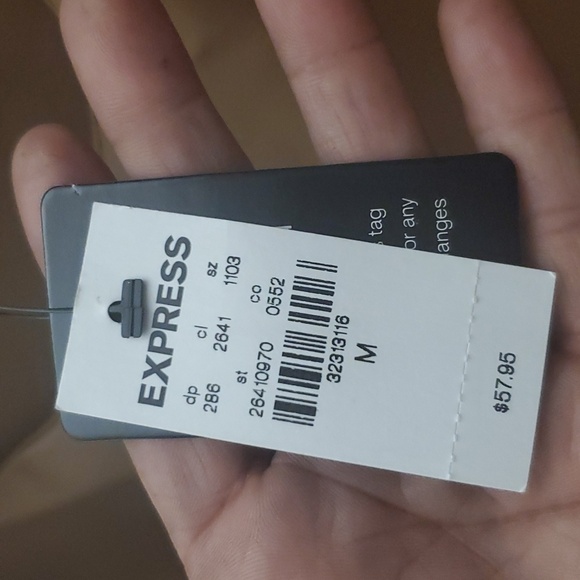 EXPRESS
dp cl sz
286 2641 1103
st co
26410970 0552
32313116
M
$57.95
tag
or any
anges